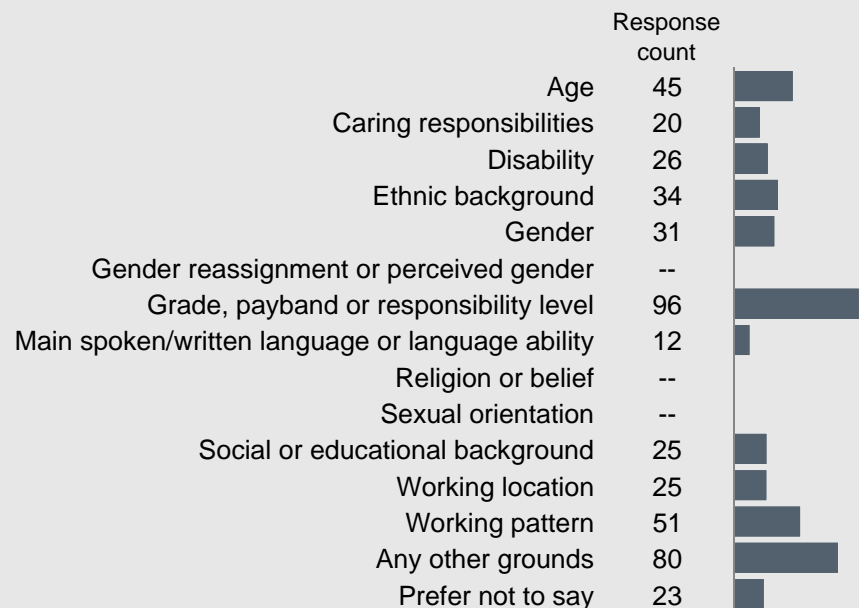 Response
count
Age 45
Caring responsibilities 20
Disability 26
Ethnic background 34
Gender 31
Gender reassignment or perceived gender --
Grade, payband or responsibility level 96
Main spoken/written language or language ability 12
Religion or belief --
Sexual orientation --
Social or educational background 25
Working location 25
Working pattern 51
Any other grounds 80
Prefer not to say 23